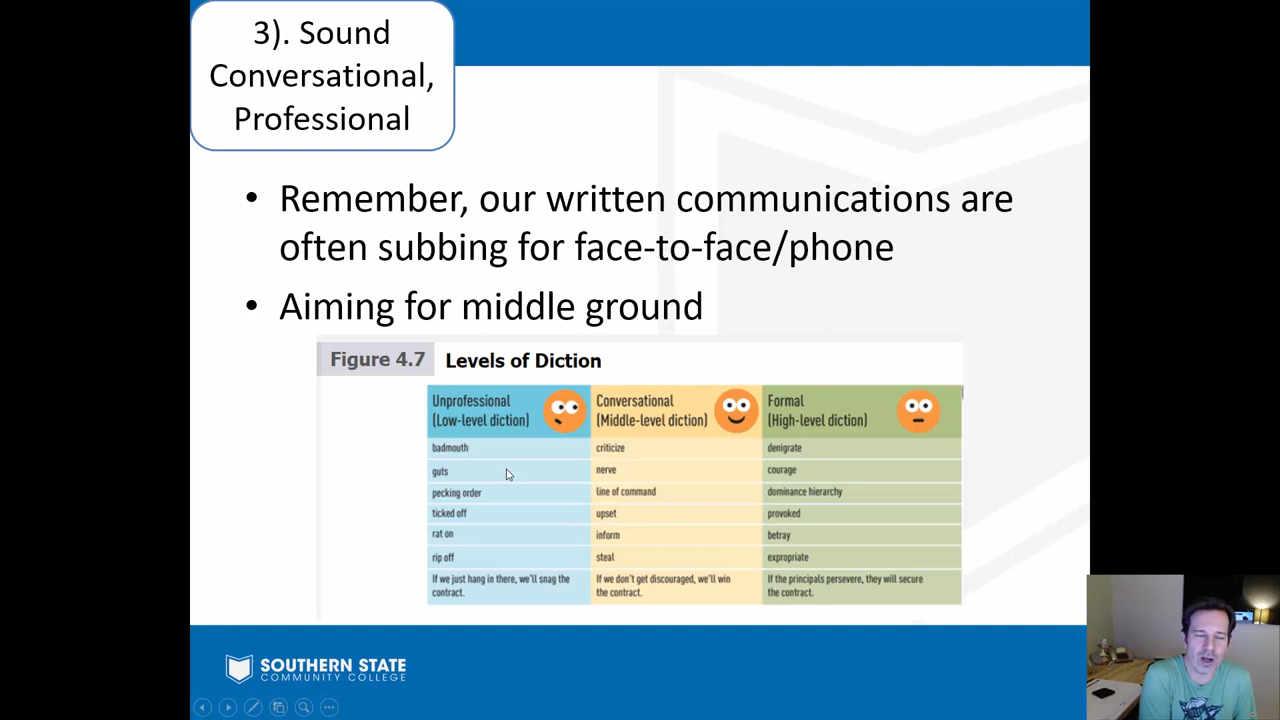 3). Sound
Conversational,
Professional
• Remember, our written communications are
often subbing for face-to-face/phone
• Aiming for middle ground
Figure 4.7 Levels of Diction
Unprofessional
(Low-level diction)
Conversational
(Middle-level diction)
Formal
(High-level diction)
badmouth criticize denigrate
guts nerve courage
pecking order line of command dominance hierarchy
ticked off upset provoked
rat on inform betray
rip off steal expropriate
If we just hang in there, we'll snag the
contract.
If we don't get discouraged, we'll win
the contract.
If the principals persevere, they will secure
the contract.
SOUTHERN STATE
COMMUNITY COLLEGE